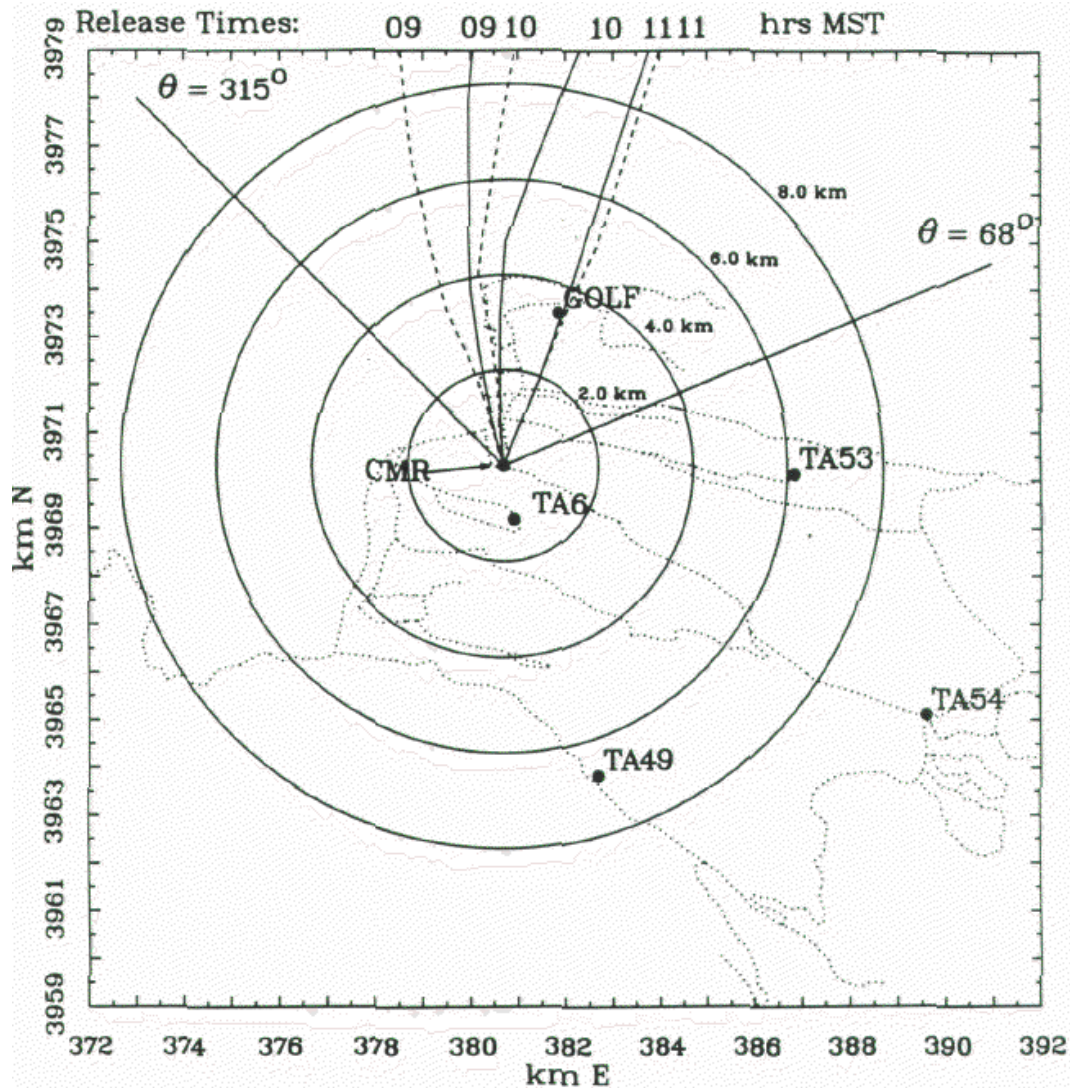 Release Times: 09 09 10 10 11 11 hrs MST
θ = 315°
8.0 km
θ = 68°
6.0 km
GOLF
4.0 km
2.0 km
CMR
TA53
TA6
TA54
TA49
km N
3979
3977
3975
3973
3971
3969
3967
3965
3963
3961
3959
372 374 376 378 380 382 384 386 388 390 392
km E